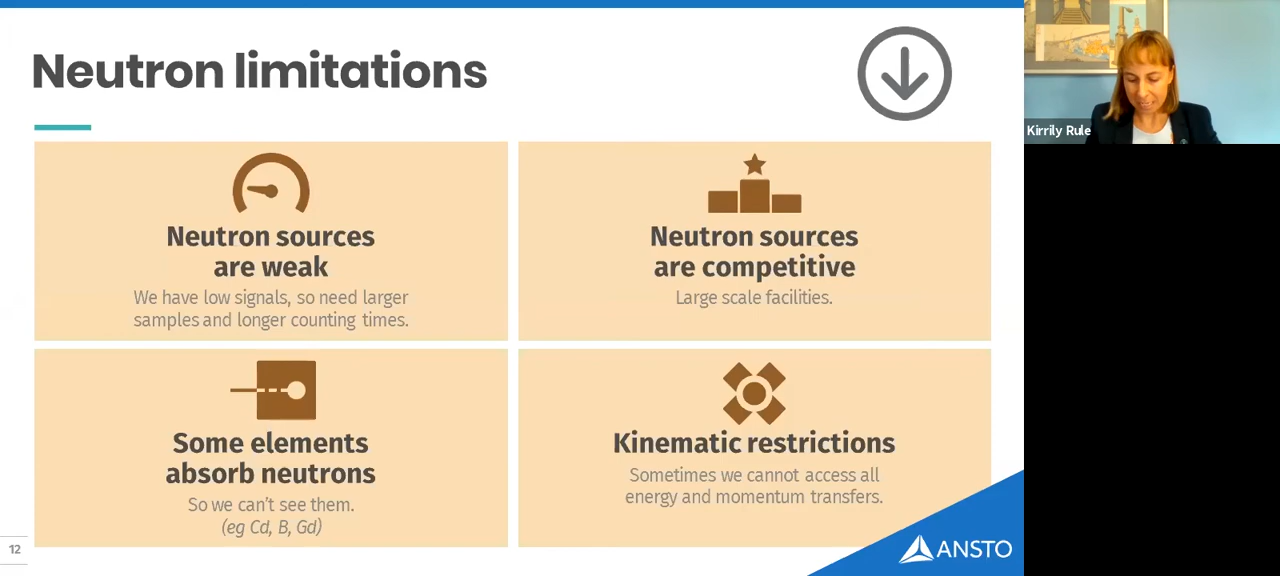 Neutron limitations
Neutron sources
are weak
We have low signals, so need larger
samples and longer counting times.
Neutron sources
are competitive
Large scale facilities.
Some elements
absorb neutrons
So we can't see them.
(eg Cd, B, Gd)
Kinematic restrictions
Sometimes we cannot access all
energy and momentum transfers.
12
ANSTO
Kirrily Rule